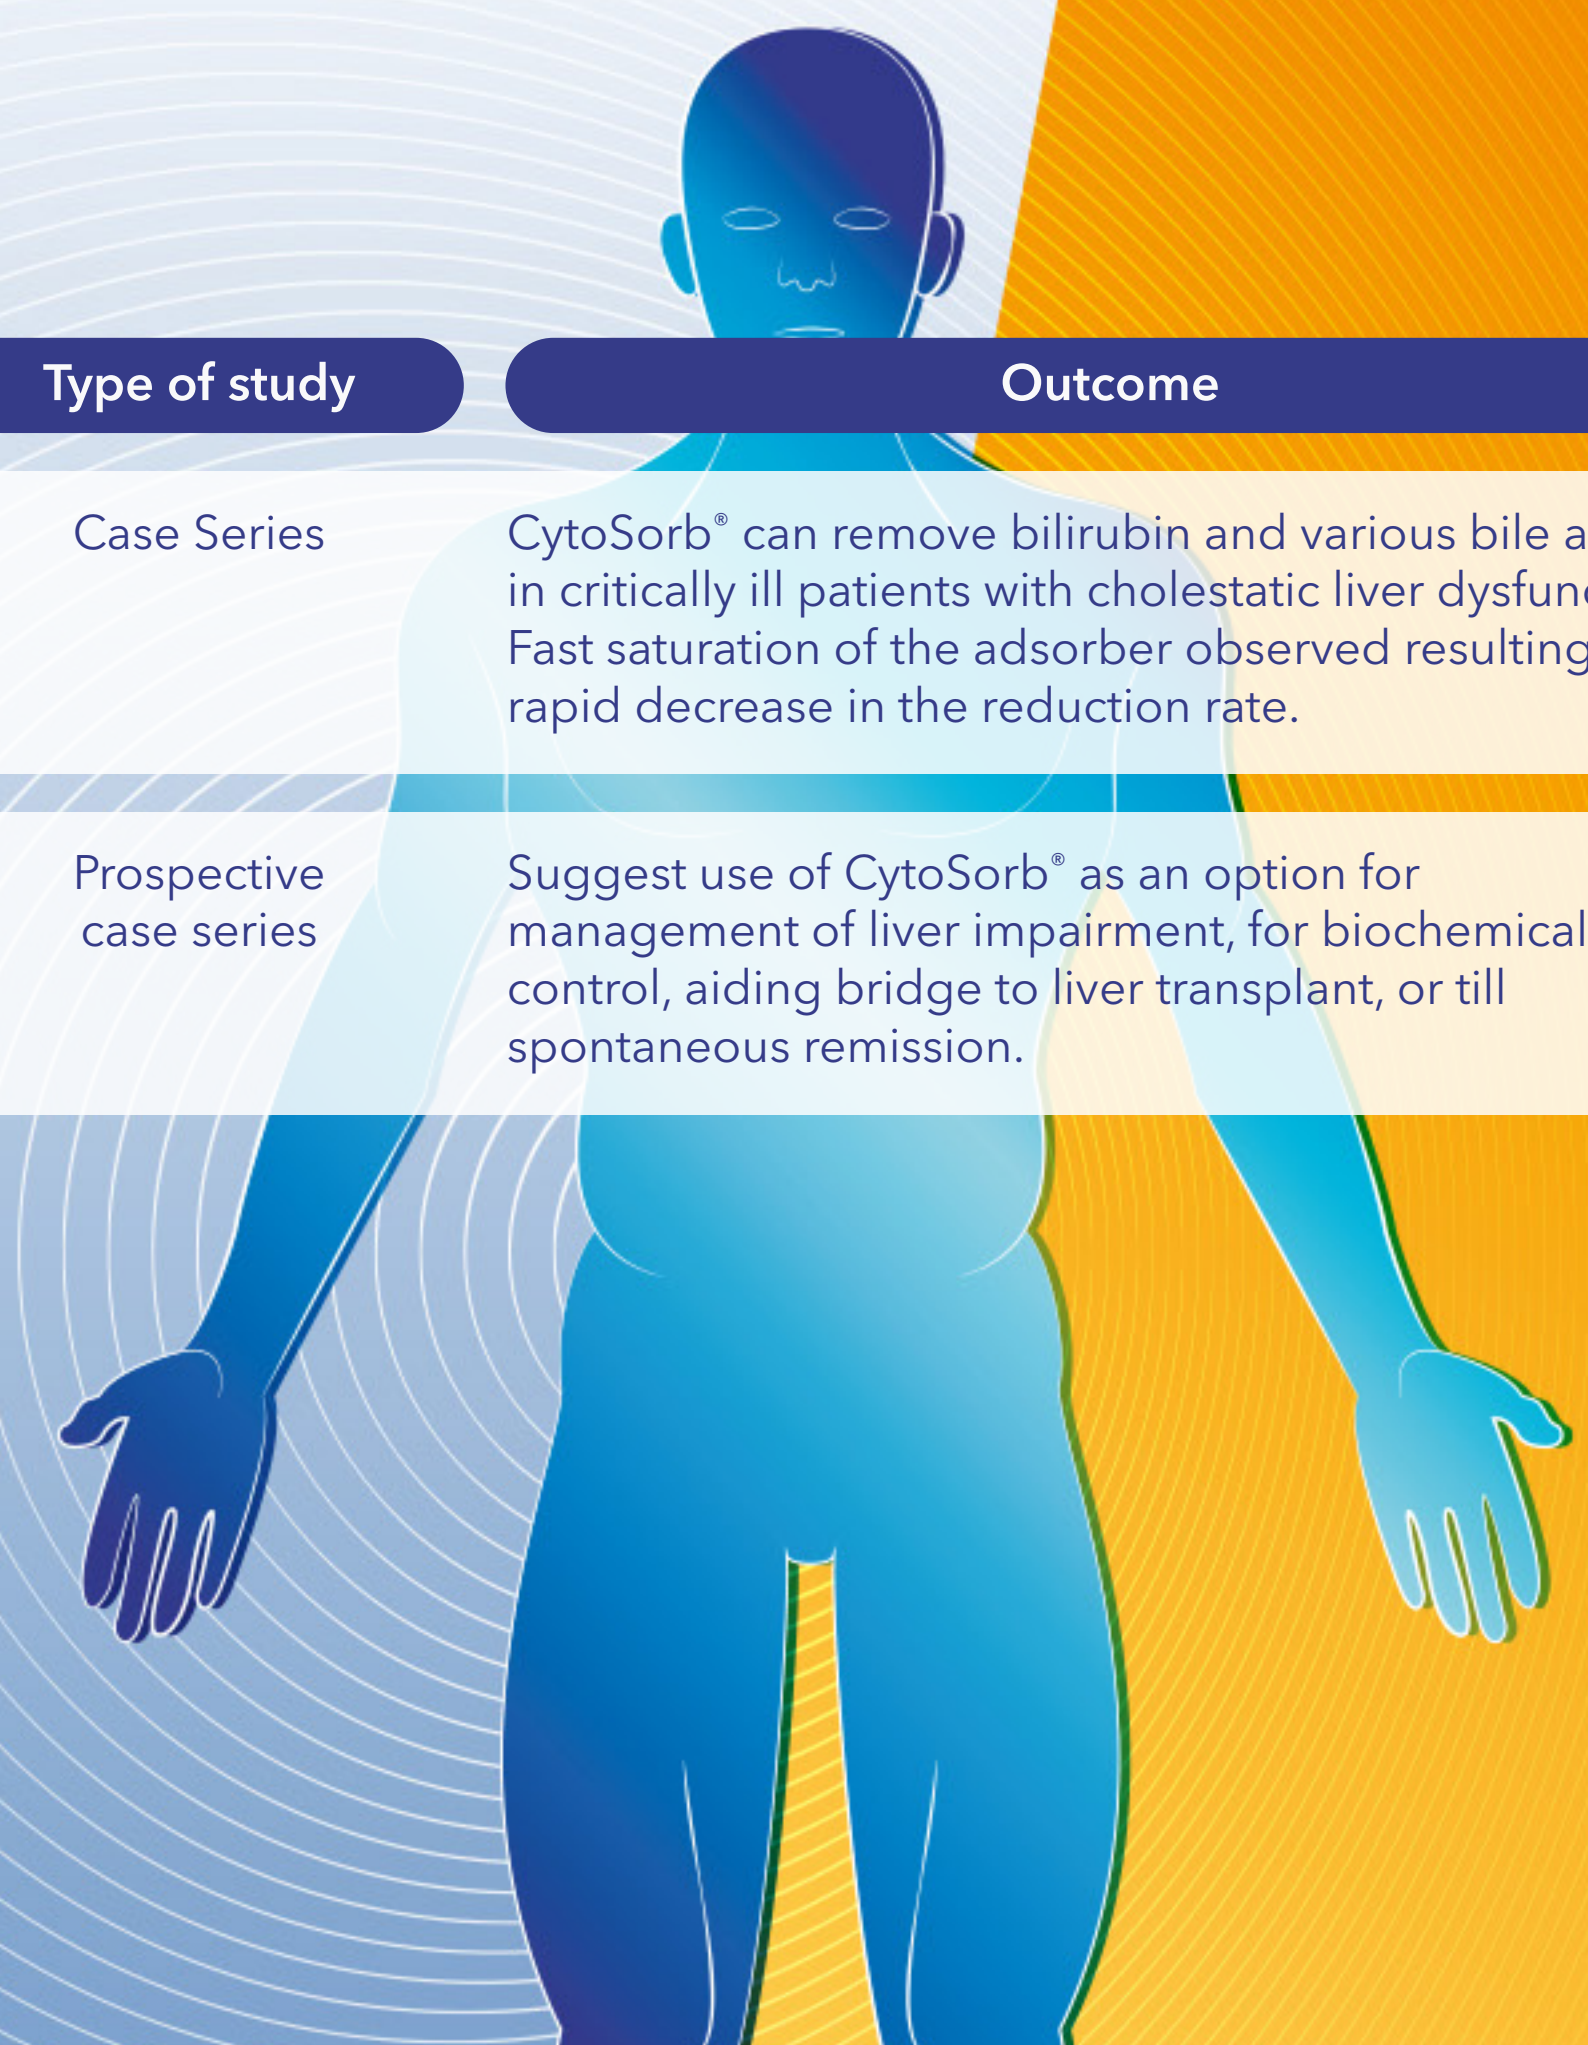 Type of study
Outcome
Case Series
CytoSorb® can remove bilirubin and various bile
in critically ill patients with cholestatic liver
Fast saturation of the adsorber observed resulting
rapid decrease in the reduction rate.
Prospective
case series
Suggest use of CytoSorb® as an option for
management of liver impairment, for biochemical
control, aiding bridge to liver transplant, or till
spontaneous remission.